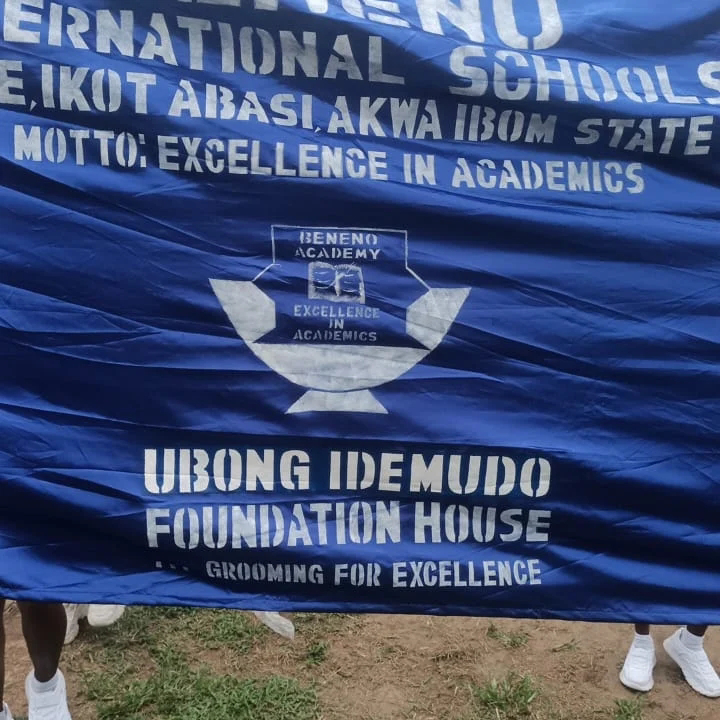 ERNATIONAL SCHOOLS
E, IKOT ABASI, AKWA IBOM STATE
MOTTO: EXCELLENCE IN ACADEMICS
BENENO
ACADEMY
EXCELLENCE
IN
ACADEMICS
UBONG IDEMUDO
FOUNDATION HOUSE
... GROOMING FOR EXCELLENCE